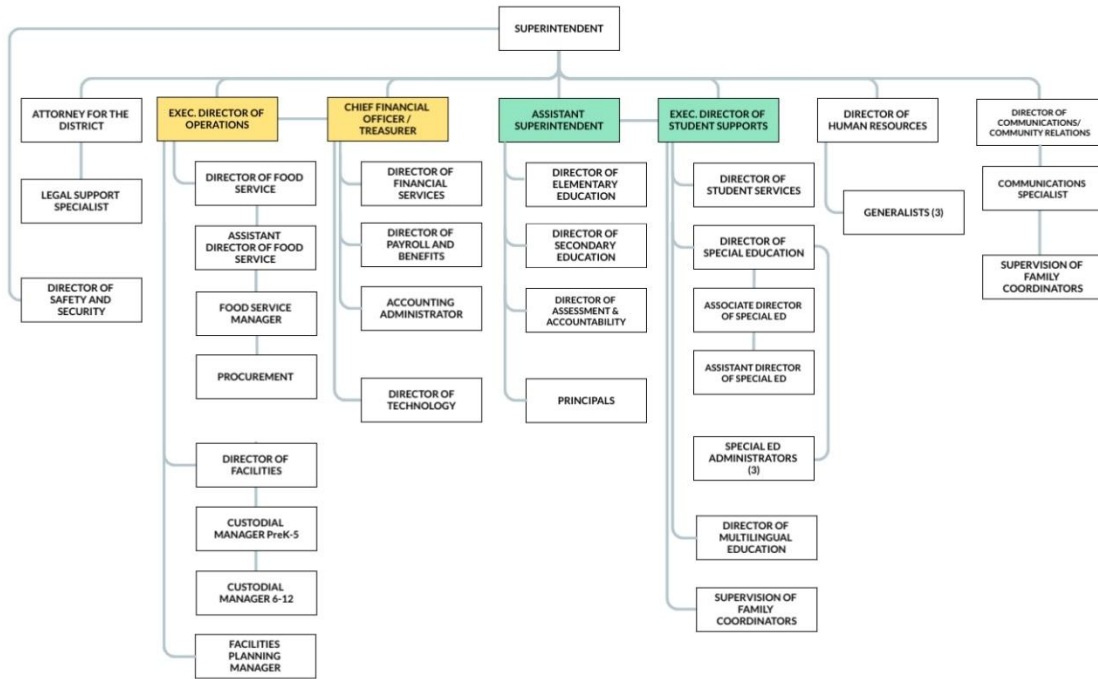 SUPERINTENDENT
ATTORNEY FOR THE
DISTRICT
EXEC. DIRECTOR OF
OPERATIONS
CHIEF FINANCIAL
OFFICER /
TREASURER
ASSISTANT
SUPERINTENDENT
EXEC. DIRECTOR OF
STUDENT SUPPORTS
DIRECTOR OF
HUMAN RESOURCES
DIRECTOR OF
COMMUNICATIONS/
COMMUNITY RELATIONS
LEGAL SUPPORT
SPECIALIST
DIRECTOR OF
SAFETY AND
SECURITY
DIRECTOR OF FOOD
SERVICE
ASSISTANT
DIRECTOR OF FOOD
SERVICE
FOOD SERVICE
MANAGER
PROCUREMENT
DIRECTOR OF
FACILITIES
CUSTODIAL
MANAGER PreK-5
CUSTODIAL
MANAGER 6-12
FACILITIES
PLANNING
MANAGER
DIRECTOR OF
FINANCIAL
SERVICES
DIRECTOR OF
PAYROLL AND
BENEFITS
ACCOUNTING
ADMINISTRATOR
DIRECTOR OF
TECHNOLOGY
DIRECTOR OF
ELEMENTARY
EDUCATION
DIRECTOR OF
SECONDARY
EDUCATION
DIRECTOR OF
ASSESSMENT &
ACCOUNTABILITY
PRINCIPALS
DIRECTOR OF
STUDENT SERVICES
DIRECTOR OF
SPECIAL EDUCATION
ASSOCIATE DIRECTOR
OF SPECIAL ED
ASSISTANT DIRECTOR
OF SPECIAL ED
SPECIAL ED
ADMINISTRATORS
(3)
DIRECTOR OF
MULTILINGUAL
EDUCATION
SUPERVISION OF
FAMILY
COORDINATORS
GENERALISTS (3)
COMMUNICATIONS
SPECIALIST
SUPERVISION OF
FAMILY
COORDINATORS